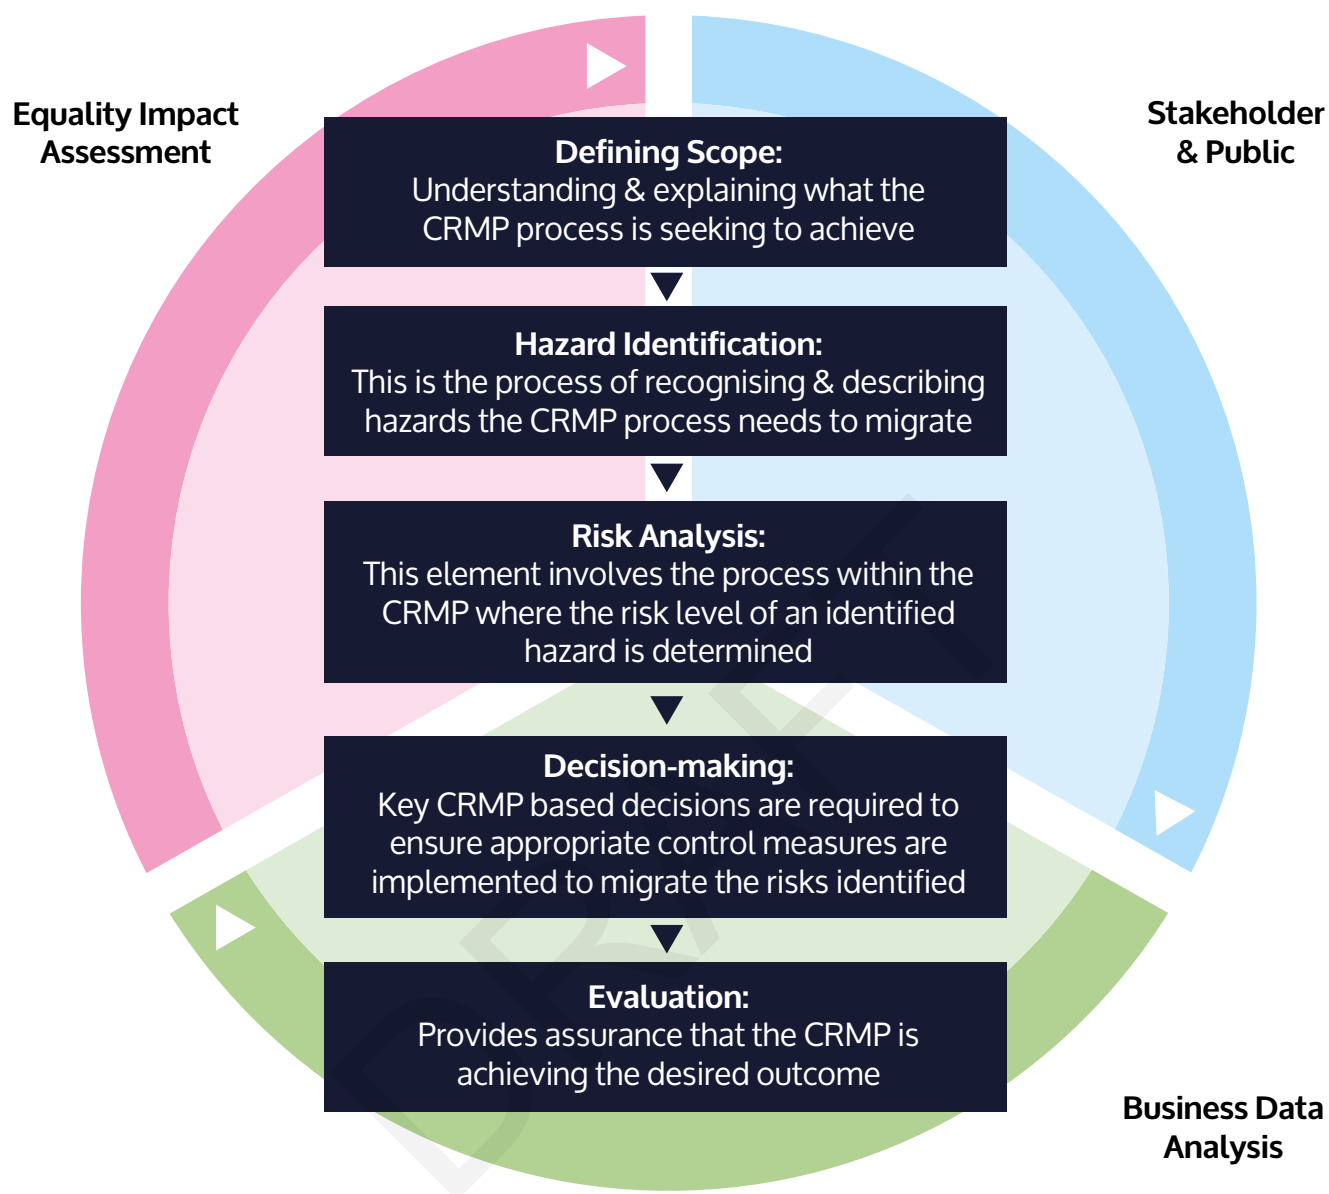 Equality Impact
Assessment
Stakeholder
& Public
Defining Scope:
Understanding & explaining what the
CRMP process is seeking to achieve
Hazard Identification:
This is the process of recognising & describing
hazards the CRMP process needs to migrate
Risk Analysis:
This element involves the process within the
CRMP where the risk level of an identified
hazard is determined
Decision-making:
Key CRMP based decisions are required to
ensure appropriate control measures are
implemented to migrate the risks identified
Evaluation:
Provides assurance that the CRMP is
achieving the desired outcome
Business Data
Analysis
DRAFT